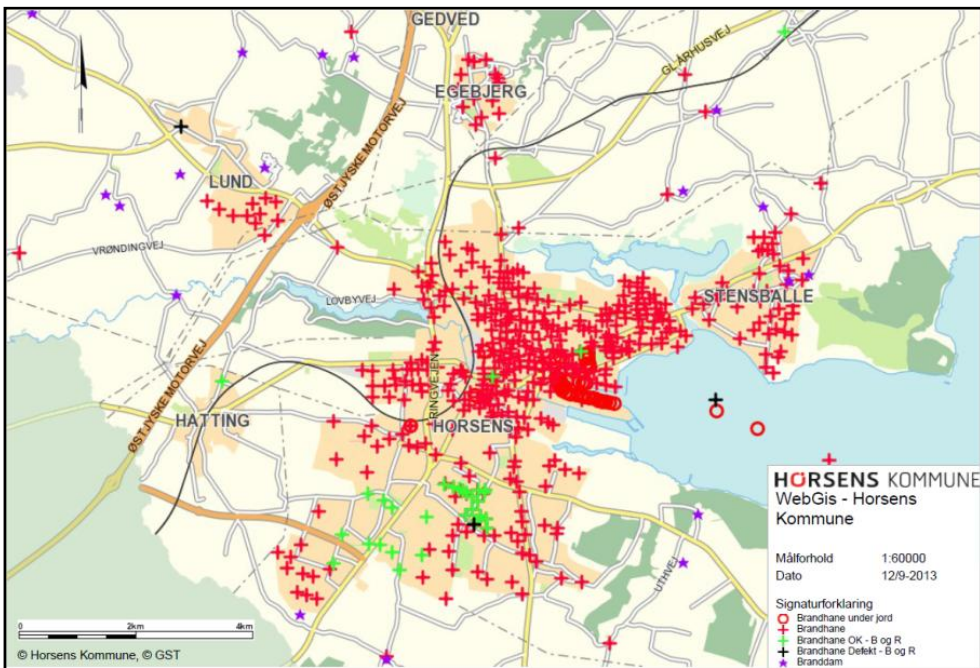 GEDVED
EGEBJERG
GL ÅRHUSVEJ
ØSTJYSKE MOTORVEJ
LUND
VRØNDINGVEJ
LOVBYVEJ
STENSBALLE
RINGVEJEN
ØSTJYSKE MOTORVEJ
HATTING
HORSENS
UTHVEJ
HORSENS KOMMUNE
WebGis - Horsens
Kommune
Målforhold 1:60000
Dato 12/9-2013
Signaturforklaring
Brandhane under jord
Brandhane
Brandhane OK - B og R
Brandhane Defekt - B og R
Branddam
0 2km 4km
© Horsens Kommune, © GST